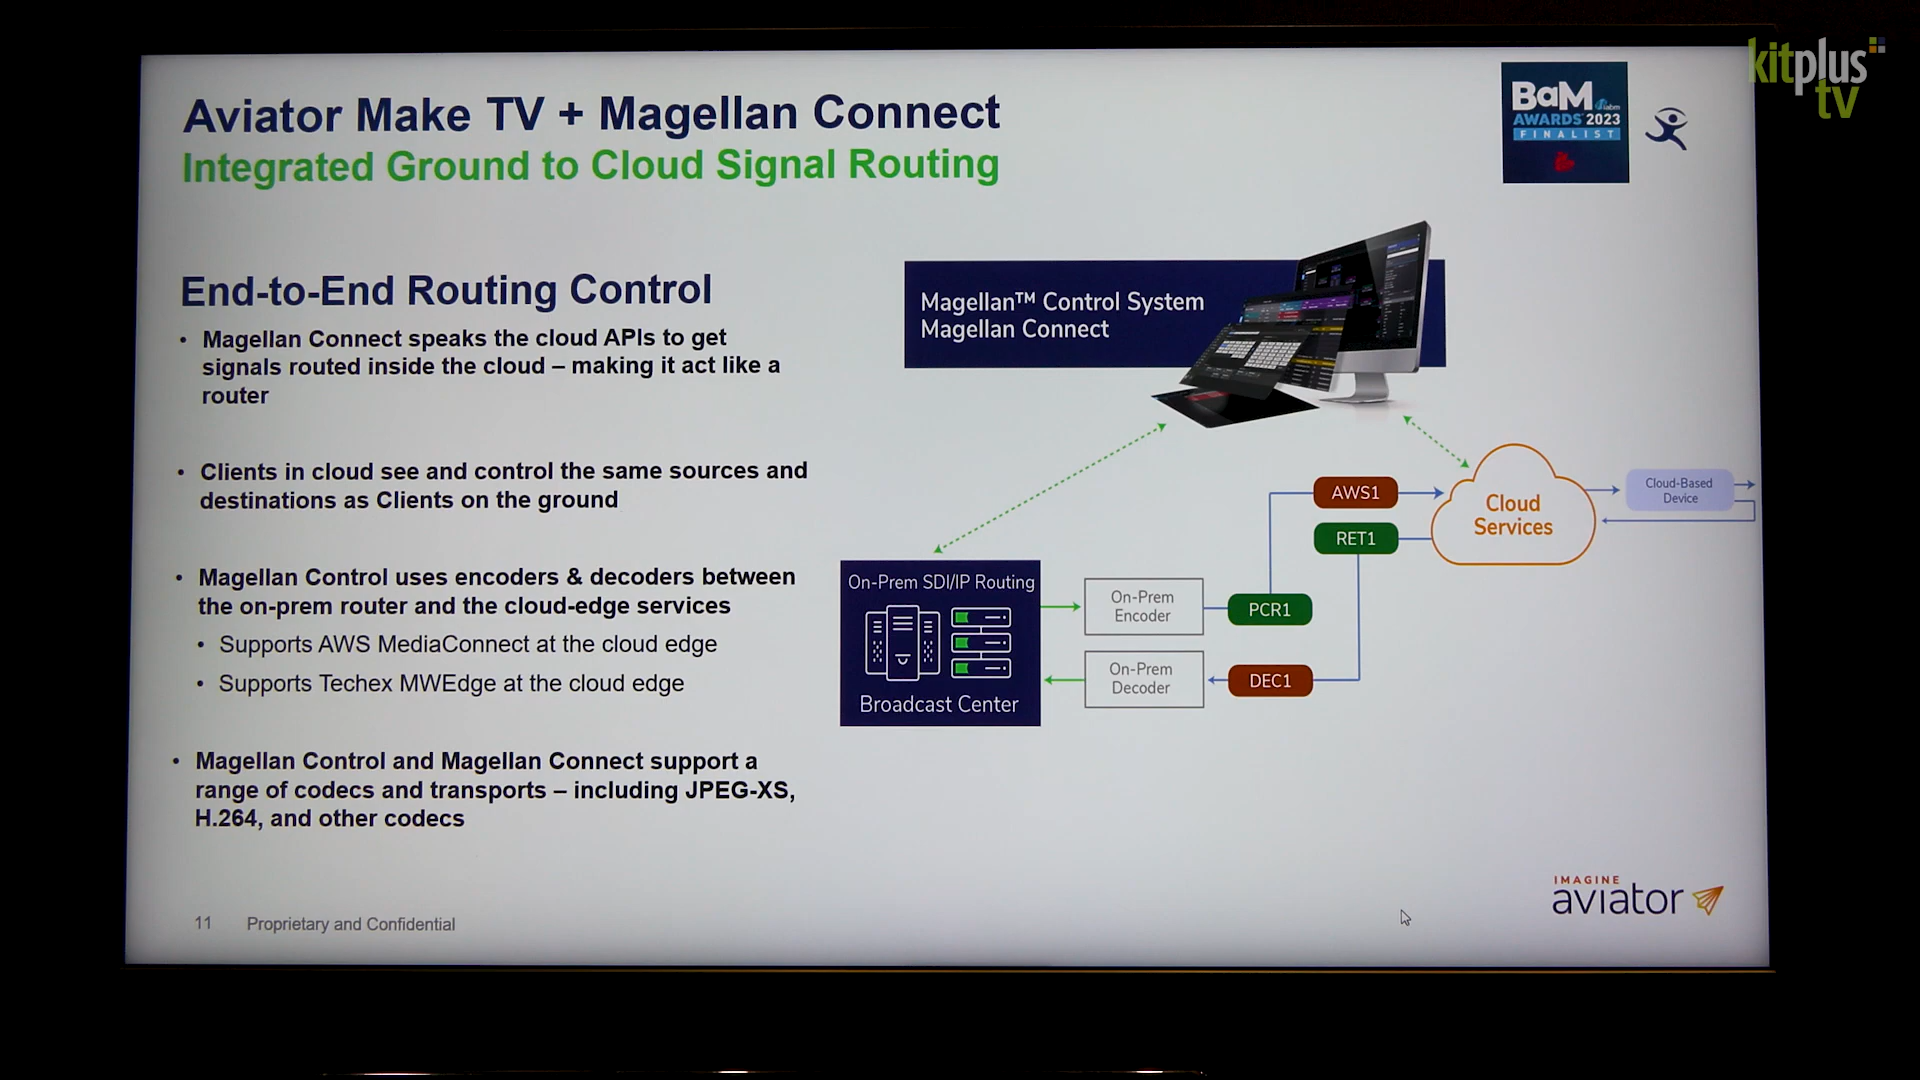 kitplus
tv
Aviator Make TV + Magellan Connect
Integrated Ground to Cloud Signal Routing
BaM
iabm
AWARDS 2023
FINALIST
End-to-End Routing Control
• Magellan Connect speaks the cloud APIs to get
signals routed inside the cloud – making it act like a
router
• Clients in cloud see and control the same sources and
destinations as Clients on the ground
• Magellan Control uses encoders & decoders between
the on-prem router and the cloud-edge services
• Supports AWS MediaConnect at the cloud edge
• Supports Techex MWEdge at the cloud edge
• Magellan Control and Magellan Connect support a
range of codecs and transports – including JPEG-XS,
H.264, and other codecs
Magellan™ Control System
Magellan Connect
AWS1
RET1
Cloud
Services
Cloud-Based
Device
On-Prem SDI/IP Routing
Broadcast Center
On-Prem
Encoder
PCR1
On-Prem
Decoder
DEC1
11 Proprietary and Confidential
IMAGINE
aviator